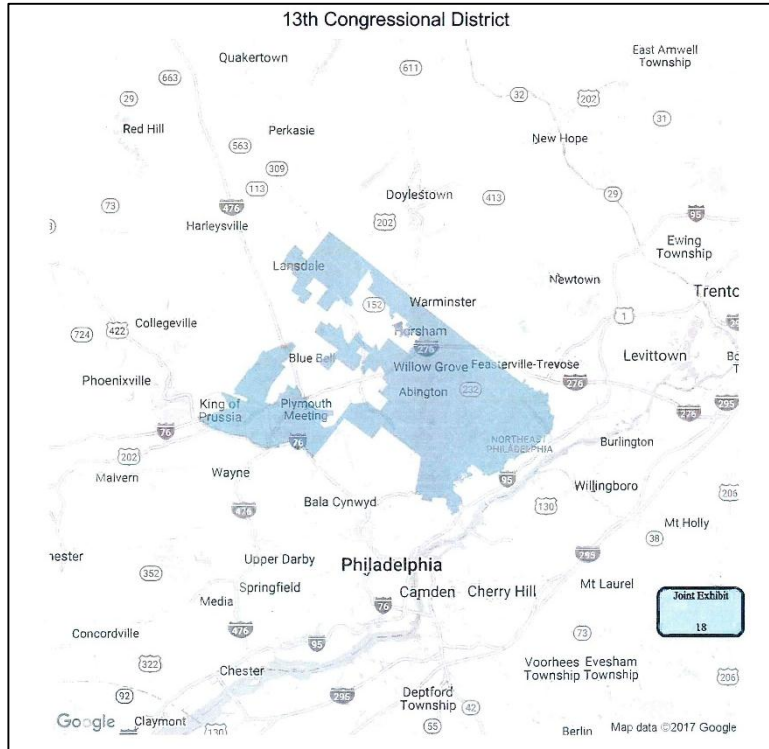 13th Congressional District
Quakertown
East Amwell
Township
611
663
29
32
202
31
Red Hill
Perkasie
New Hope
563
309
113
Doylestown
413
29
73
476
202
95
Harleysville
Ewing
Township
Lansdale
Newtown
Trento
152
Warminster
1
Collegeville
724
422
Horsham
276
Levittown
Blue Bell
Willow Grove
Feasterville-Trevose
Phoenixville
Abington
232
276
King of
Prussia
Plymouth
Meeting
276
295
76
76
NORTHEAST
PHILADELPHIA
Burlington
202
Malvern
Wayne
95
Willingboro
206
Bala Cynwyd
130
476
Mt Holly
38
hester
Upper Darby
295
352
Philadelphia
Springfield
Media
Camden
Cherry Hill
Mt Laurel
76
Joint Exhibit
18
476
Concordville
95
73
322
Chester
Voorhees
Township
Evesham
Township
206
92
295
Deptford
Township
42
Google
Claymont
130
55
Berlin
Map data ©2017 Google